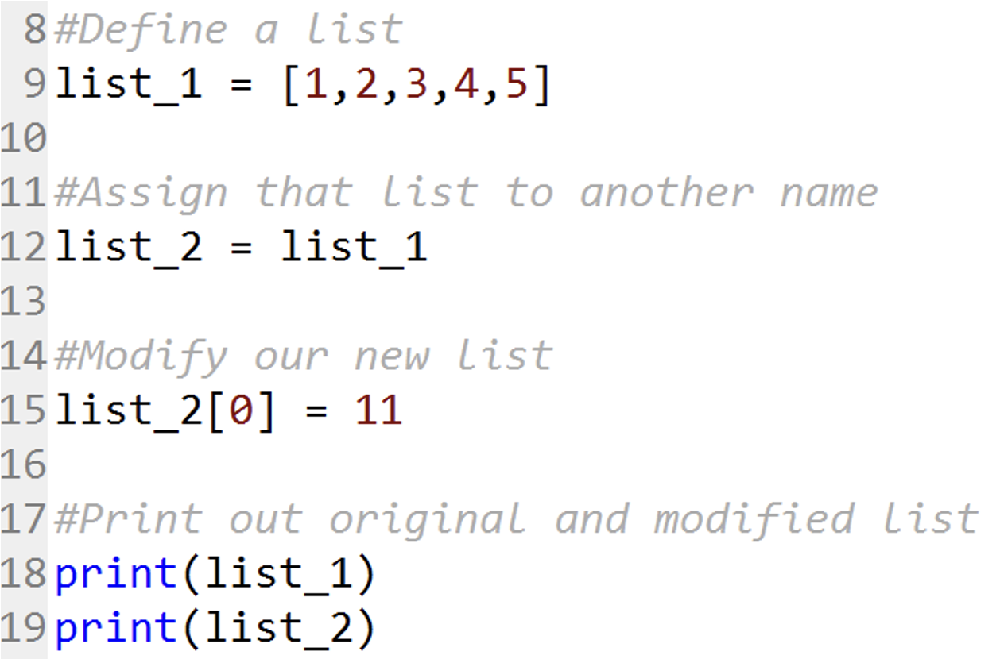 8 #Define a list
9 list_1 = [1,2,3,4,5]
10
11 #Assign that list to another name
12 list_2 = list_1
13
14 #Modify our new list
15 list_2[0] = 11
16
17 #Print out original and modified list
18 print(list_1)
19 print(list_2)